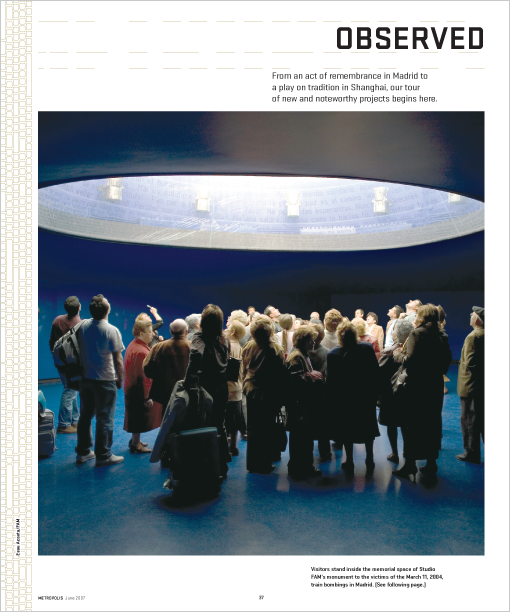 OBSERVED
From an act of remembrance in Madrid to
a play on tradition in Shanghai, our tour
of new and noteworthy projects begins here.
Visitors stand inside the memorial space of Studio
FAM's monument to the victims of the March 11, 2004,
train bombings in Madrid. (See following page.)
METROPOLIS June 2007
37